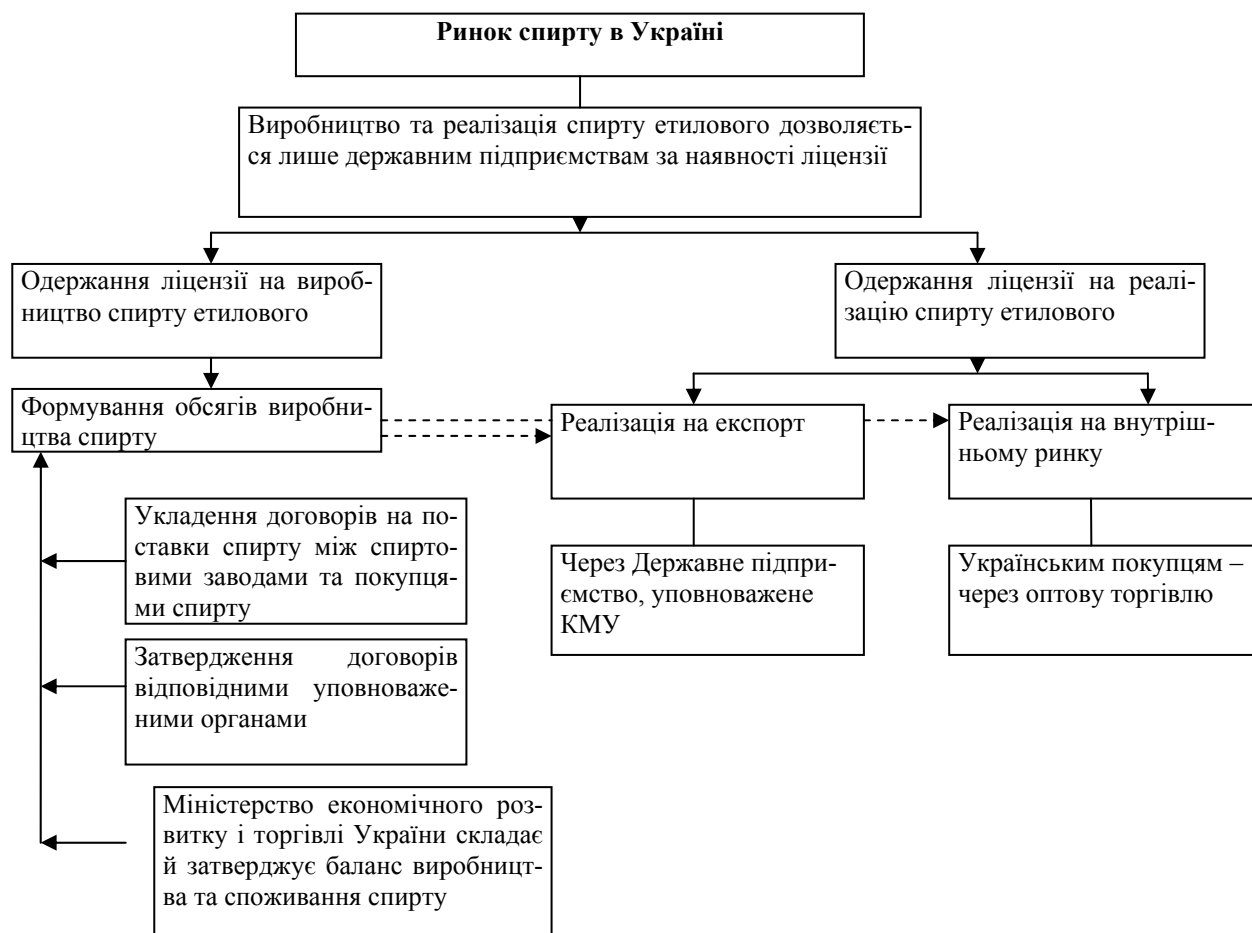 Ринок спирту в Україні
Виробництво та реалізація спирту етилового дозволяєть-
ся лише державним підприємствам за наявності ліцензії
Одержання ліцензії на вироб-
ництво спирту етилового
Одержання ліцензії на реалі-
зацію спирту етилового
Формування обсягів виробни-
цтва спирту
Реалізація на експорт
Реалізація на внутріш-
ньому ринку
Укладення договорів на по-
ставки спирту між спирто-
вими заводами та покупця-
ми спирту
Через Державне підпри-
ємство, уповноважене
КМУ
Українським покупцям –
через оптову торгівлю
Затвердження договорів
відповідними уповноваже-
ними органами
Міністерство економічного роз-
витку і торгівлі України складає
й затверджує баланс виробницт-
ва та споживання спирту